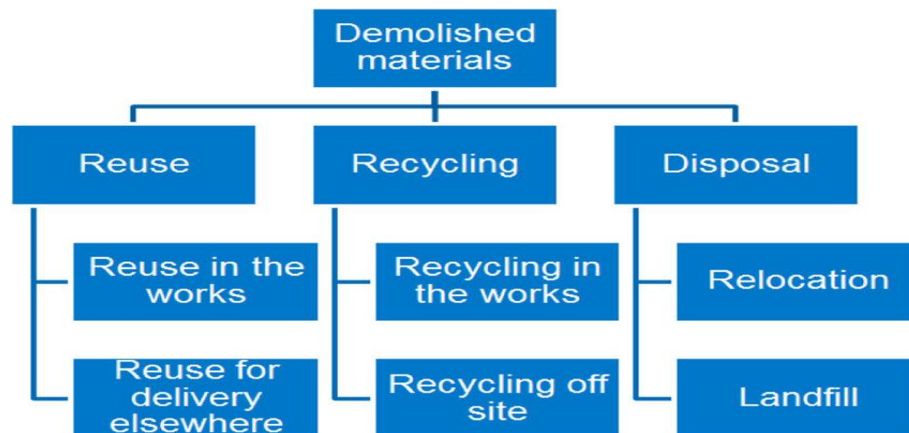 Demolished
materials
Reuse
Recycling
Disposal
Reuse in the
works
Recycling in
the works
Relocation
Reuse for
delivery
elsewhere
Recycling off
site
Landfill